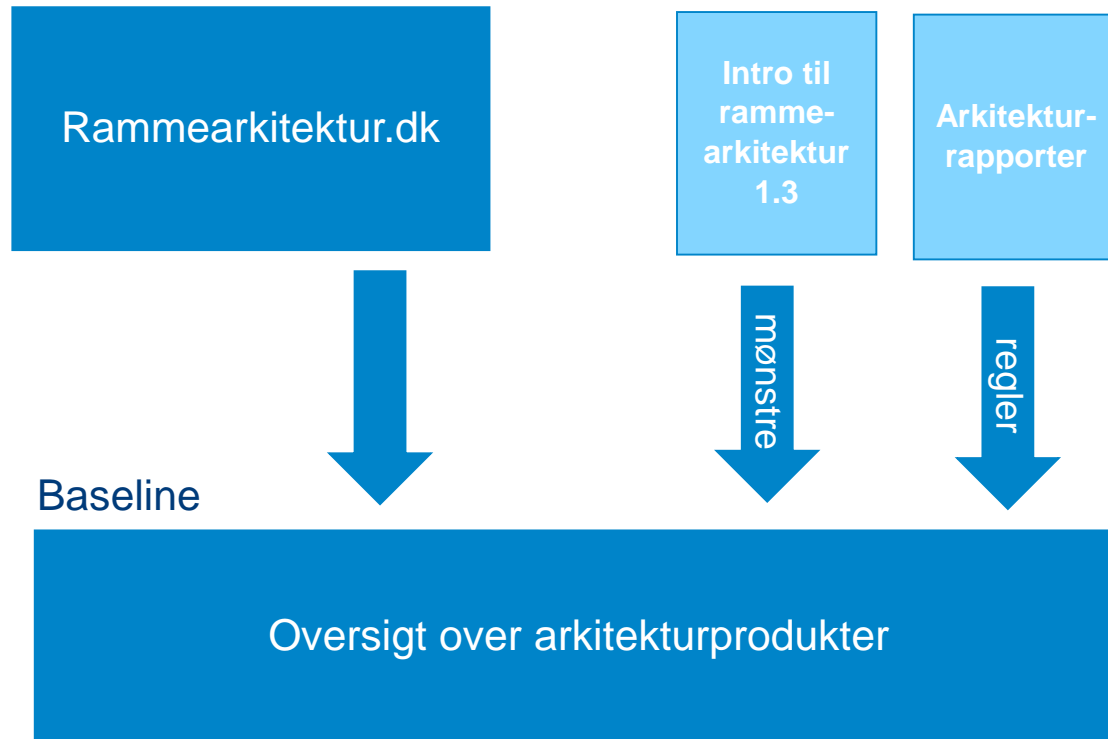 Rammearkitektur.dk
Intro til
ramme-
arkitektur
1.3
Arkitektur-
rapporter
mønstre
regler
Baseline
Oversigt over arkitekturprodukter